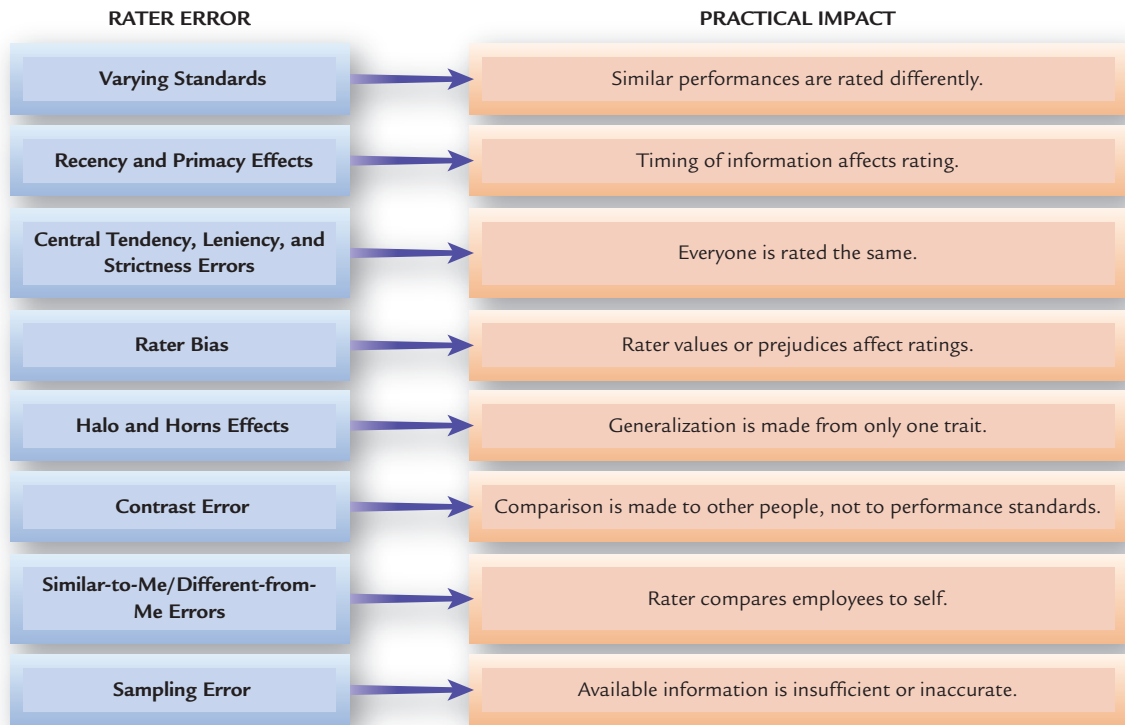 RATER ERROR
PRACTICAL IMPACT
Varying Standards
Similar performances are rated differently.
Recency and Primacy Effects
Timing of information affects rating.
Central Tendency, Leniency, and
Strictness Errors
Everyone is rated the same.
Rater Bias
Rater values or prejudices affect ratings.
Halo and Horns Effects
Generalization is made from only one trait.
Contrast Error
Comparison is made to other people, not to performance standards.
Similar-to-Me/Different-from-
Me Errors
Rater compares employees to self.
Sampling Error
Available information is insufficient or inaccurate.